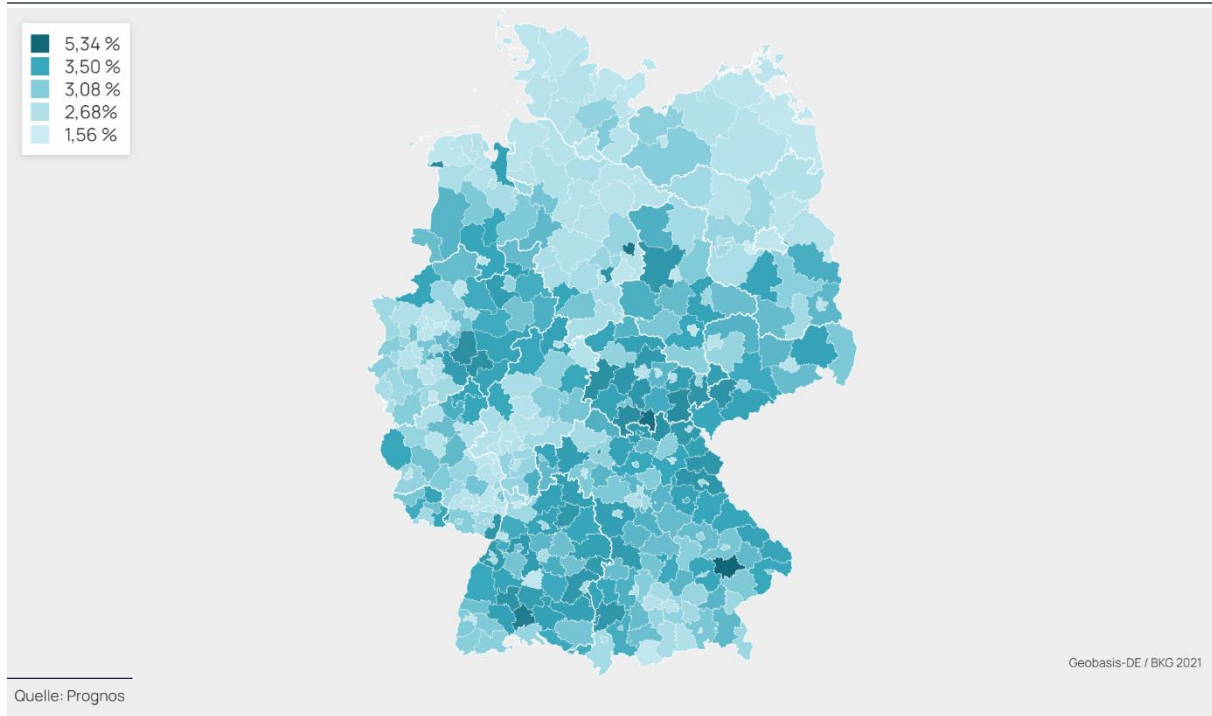 5,34 %
3,50 %
3,08 %
2,68%
1,56 %
Geobasis-DE / BKG 2021
Quelle: Prognos